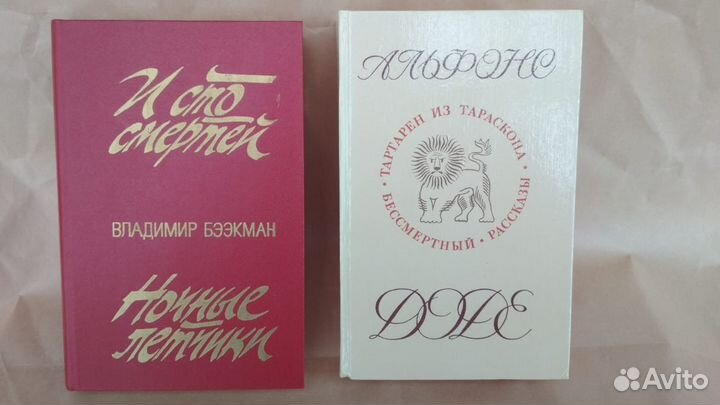 И сто
смертей
ВЛАДИМИР БЭЭКМАН
Ночные
летчики
АЛЬФОНС
ТАРТАРЕН ИЗ ТАРАСКОНА • БЕССМЕРТНЫЙ • РАССКАЗЫ •
ДОДЕ
Avito